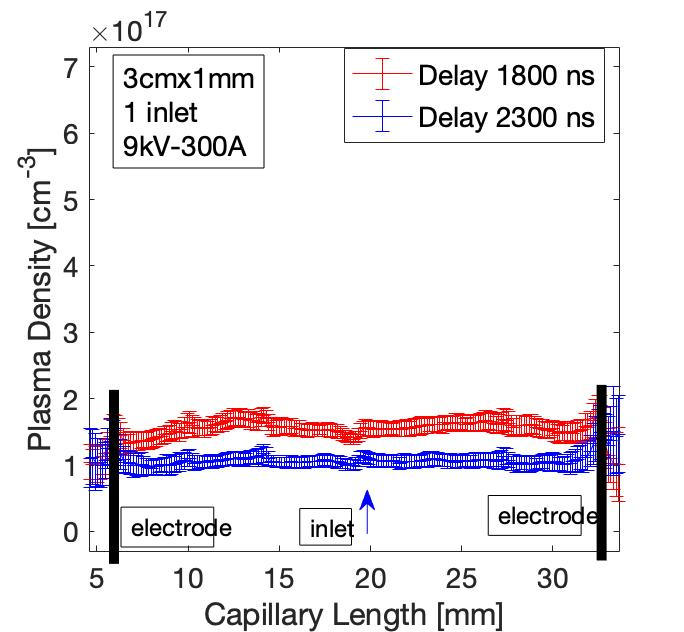 ×10^17
3cmx1mm
1 inlet
9kV-300A
Delay 1800 ns
Delay 2300 ns
Plasma Density [cm^-3]
7
6
5
4
3
2
1
0
electrode
inlet
electrode
5
10
15
20
25
30
Capillary Length [mm]